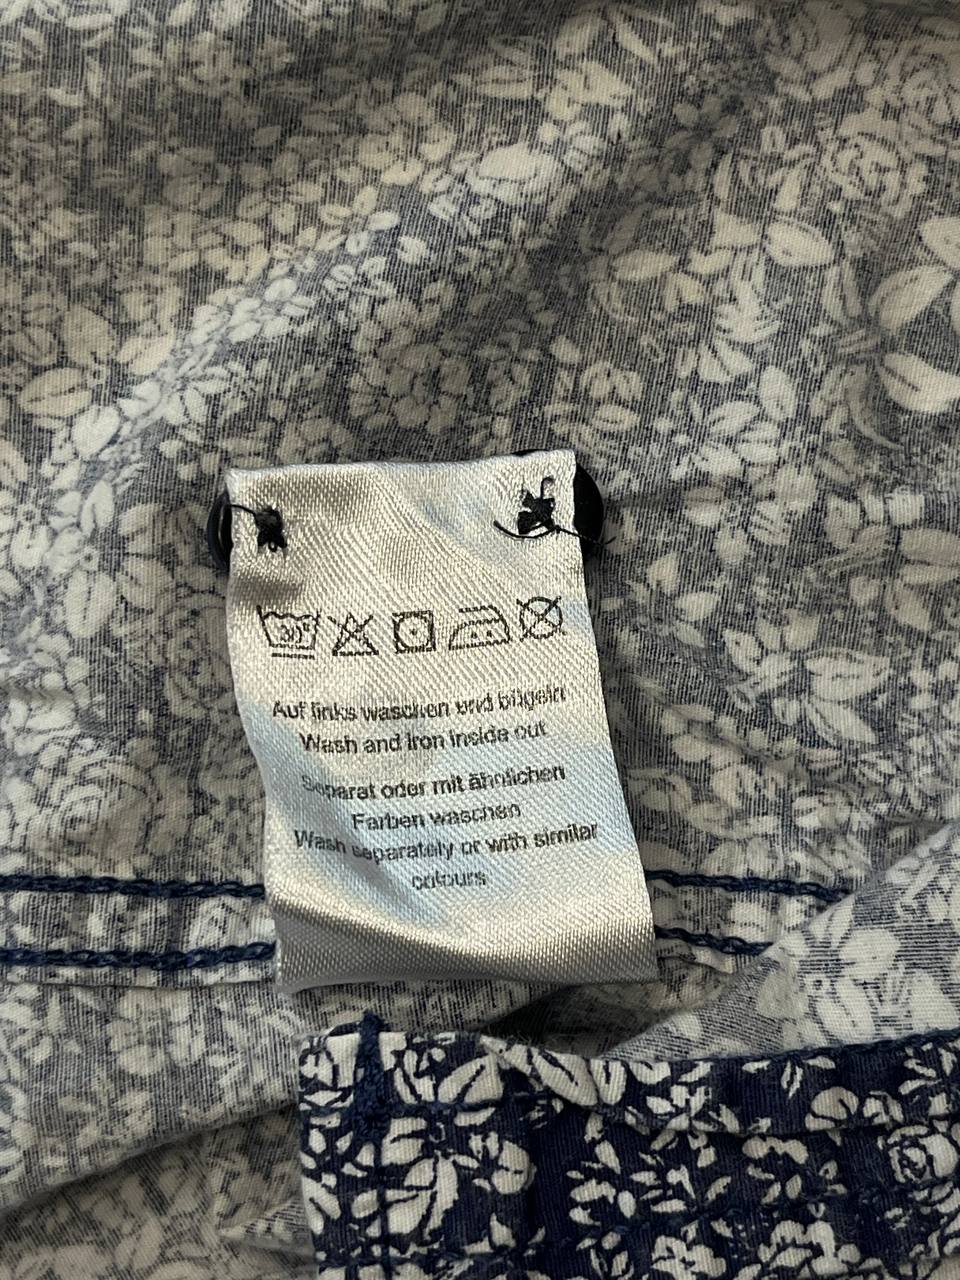 30°
Auf links waschen und bügeln
Wash and iron inside out
Separat oder mit ähnlichen
Farben waschen
Wash separately or with similar
colours